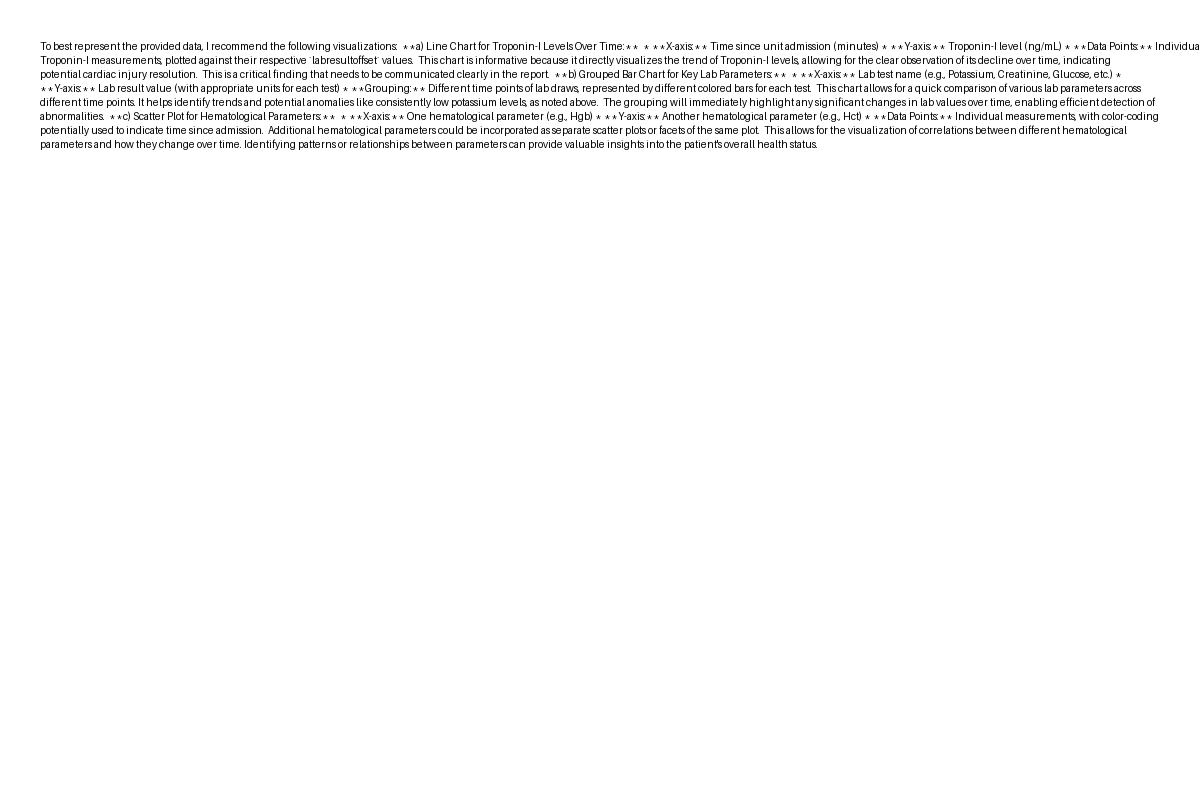 To best represent the provided data, I recommend the following visualizations:  **a) Line Chart for Troponin-I Levels Over Time:**  * **X-axis:** Time since unit admission (minutes) * **Y-axis:** Troponin-I level (ng/mL) * **Data Points:** Individua
Troponin-I measurements, plotted against their respective `labresultoffset` values.  This chart is informative because it directly visualizes the trend of Troponin-I levels, allowing for the clear observation of its decline over time, indicating
potential cardiac injury resolution.  This is a critical finding that needs to be communicated clearly in the report.  **b) Grouped Bar Chart for Key Lab Parameters:**  * **X-axis:** Lab test name (e.g., Potassium, Creatinine, Glucose, etc.) *
**Y-axis:** Lab result value (with appropriate units for each test) * **Grouping:** Different time points of lab draws, represented by different colored bars for each test.  This chart allows for a quick comparison of various lab parameters across
different time points. It helps identify trends and potential anomalies like consistently low potassium levels, as noted above.  The grouping will immediately highlight any significant changes in lab values over time, enabling efficient detection of
abnormalities.  **c) Scatter Plot for Hematological Parameters:**  * **X-axis:** One hematological parameter (e.g., Hgb) * **Y-axis:** Another hematological parameter (e.g., Hct) * **Data Points:** Individual measurements, with color-coding
potentially used to indicate time since admission.  Additional hematological parameters could be incorporated as separate scatter plots or facets of the same plot.  This allows for the visualization of correlations between different hematological
parameters and how they change over time. Identifying patterns or relationships between parameters can provide valuable insights into the patient's overall health status.